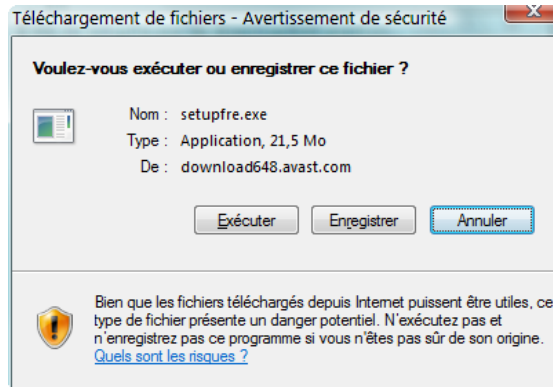 Téléchargement de fichiers - Avertissement de sécurité
Voulez-vous exécuter ou enregistrer ce fichier ?
Nom : setupfre.exe
Type : Application, 21,5 Mo
De : download648.avast.com
Exécuter Enregistrer Annuler
Bien que les fichiers téléchargés depuis Internet puissent être utiles, ce
type de fichier présente un danger potentiel. N'exécutez pas et
n'enregistrez pas ce programme si vous n'êtes pas sûr de son origine.
Quels sont les risques ?